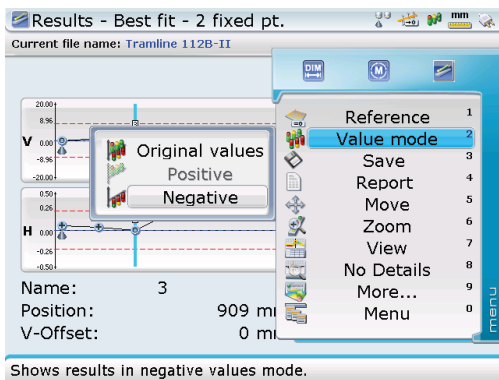 Results - Best fit - 2 fixed pt.
mm
Current file name: Tramline 112B-II
DIM
M
20.00
8.96
V 0.00
-8.96
-20.00
0.50
0.26
H 0.00
-0.26
-0.50
Original values
Positive
Negative
Reference 1
Value mode 2
Save 3
Report 4
Move 5
Zoom 6
View 7
No Details 8
More... 9
Menu 0
menu
Name: 3
Position: 909 m
V-Offset: 0 m
Shows results in negative values mode.